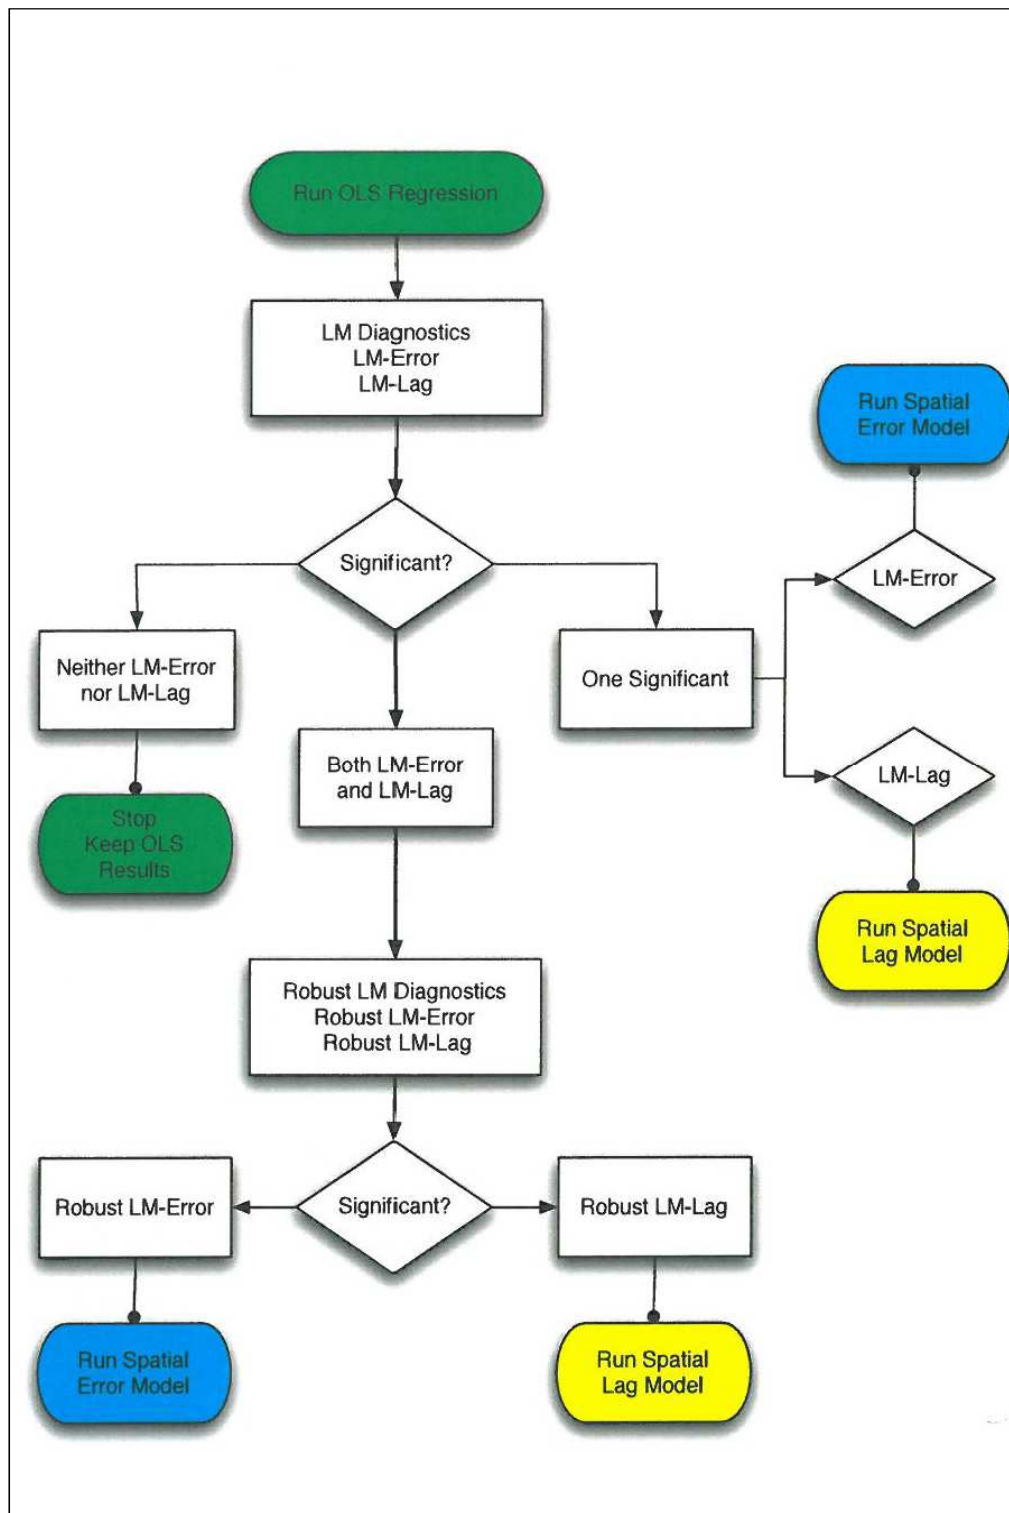 Run OLS Regression
LM Diagnostics
LM-Error
LM-Lag
Significant?
Neither LM-Error
nor LM-Lag
Stop
Keep OLS
Results
Both LM-Error
and LM-Lag
One Significant
LM-Error
Run Spatial
Error Model
LM-Lag
Run Spatial
Lag Model
Robust LM Diagnostics
Robust LM-Error
Robust LM-Lag
Significant?
Robust LM-Error
Run Spatial
Error Model
Robust LM-Lag
Run Spatial
Lag Model